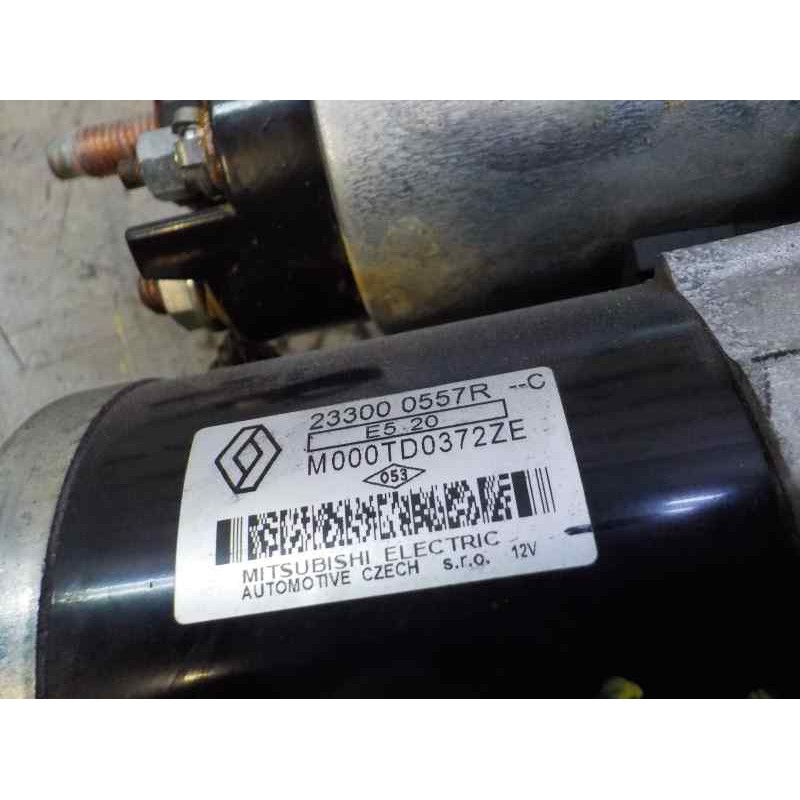 23300 0557R --C
E5 20
M000TD0372ZE
053
MITSUBISHI ELECTRIC
AUTOMOTIVE CZECH s.r.o. 12V